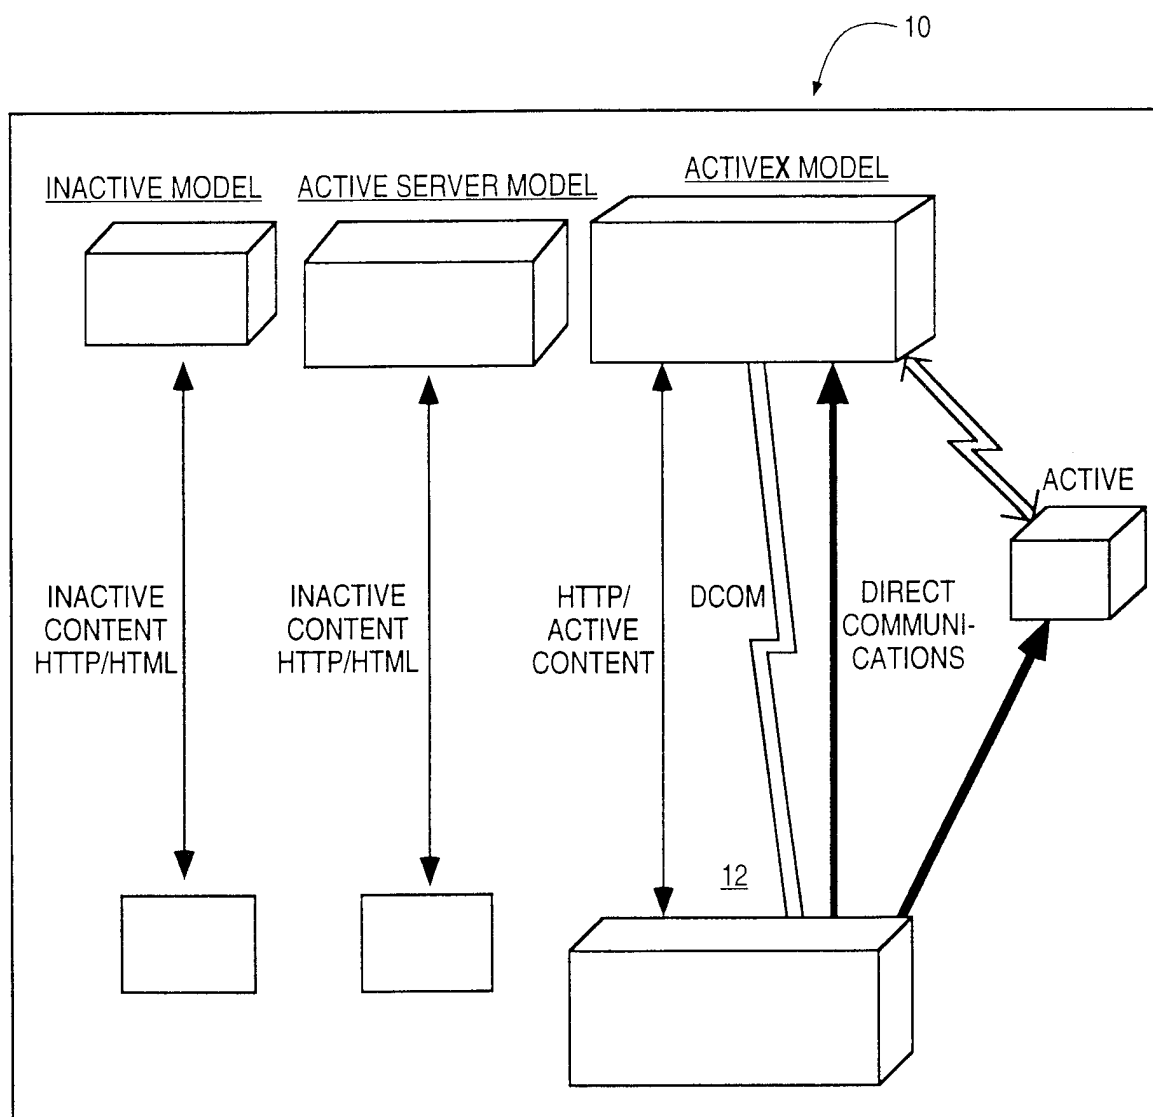 10
INACTIVE MODEL
ACTIVE SERVER MODEL
ACTIVEX MODEL
ACTIVE
INACTIVE
CONTENT
HTTP/HTML
INACTIVE
CONTENT
HTTP/HTML
HTTP/
ACTIVE
CONTENT
DCOM
DIRECT
COMMUNI-
CATIONS
12